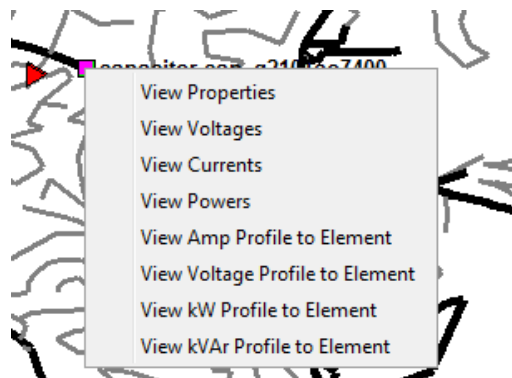 View Properties
View Voltages
View Currents
View Powers
View Amp Profile to Element
View Voltage Profile to Element
View kW Profile to Element
View kVAr Profile to Element